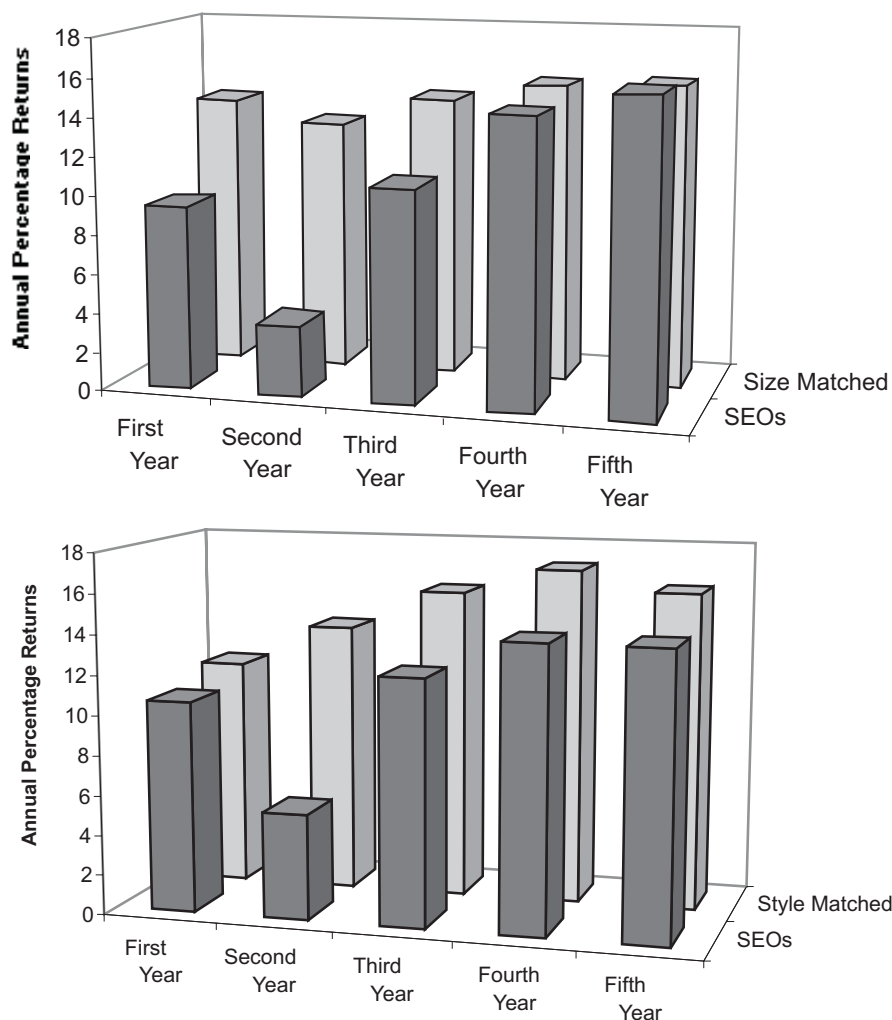 Annual Percentage Returns
18
16
14
12
10
8
6
4
2
0
First
Year
Second
Year
Third
Year
Fourth
Year
Fifth
Year
Size Matched
SEOs
Annual Percentage Returns
18
16
14
12
10
8
6
4
2
0
First
Year
Second
Year
Third
Year
Fourth
Year
Fifth
Year
Style Matched
SEOs